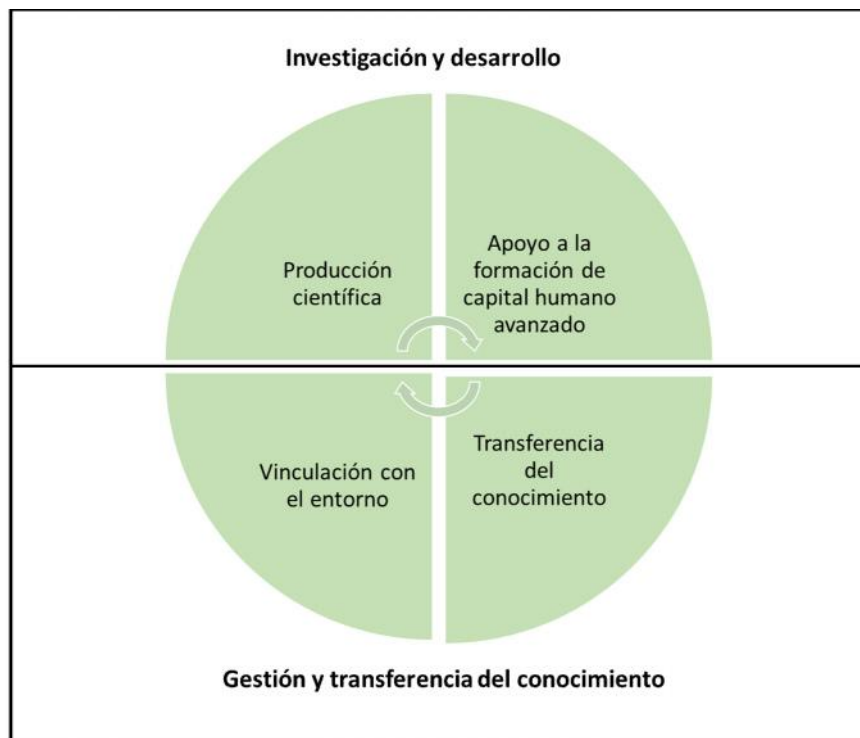 Investigación y desarrollo
Producción
científica
Apoyo a la
formación de
capital humano
avanzado
Vinculación con
el entorno
Transferencia
del
conocimiento
Gestión y transferencia del conocimiento